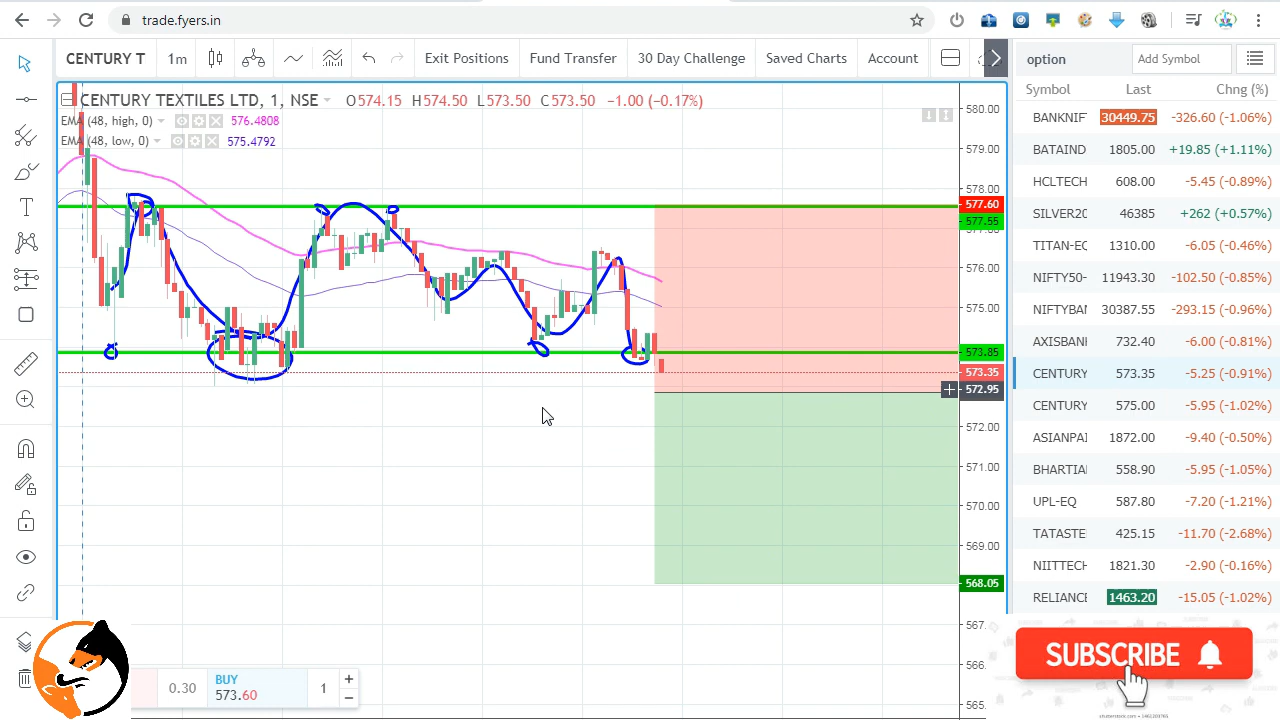 trade.fyers.in
CENTURY T 1m Exit Positions Fund Transfer 30 Day Challenge Saved Charts Account option Add Symbol
Symbol Last Chng (%)
CENTURY TEXTILES LTD, 1, NSE O574.15 H574.50 L573.50 C573.50 −1.00 (−0.17%)
EMA (48, high, 0) 576.4808
EMA (48, low, 0) 575.4792
580.00
579.00
578.00
577.60
577.55
576.00
575.00
573.85
573.35
572.95
572.00
571.00
570.00
569.00
568.05
567.
566.
565.
BANKNIF 30449.75 -326.60 (-1.06%)
BATAIND 1805.00 +19.85 (+1.11%)
HCLTECH 608.00 -5.45 (-0.89%)
SILVER20 46385 +262 (+0.57%)
TITAN-EQ 1310.00 -6.05 (-0.46%)
NIFTY50- 11943.30 -102.50 (-0.85%)
NIFTYBAN 30387.55 -293.15 (-0.96%)
AXISBANK 732.40 -6.00 (-0.81%)
CENTURY 573.35 -5.25 (-0.91%)
CENTURY 575.00 -5.95 (-1.02%)
ASIANPAI 1872.00 -9.40 (-0.50%)
BHARTIA 558.90 -5.95 (-1.05%)
UPL-EQ 587.80 -7.20 (-1.21%)
TATASTE 425.15 -11.70 (-2.68%)
NIITTECH 1821.30 -2.90 (-0.16%)
RELIANCE 1463.20 -15.05 (-1.02%)
0.30 BUY 573.60 1
SUBSCRIBE